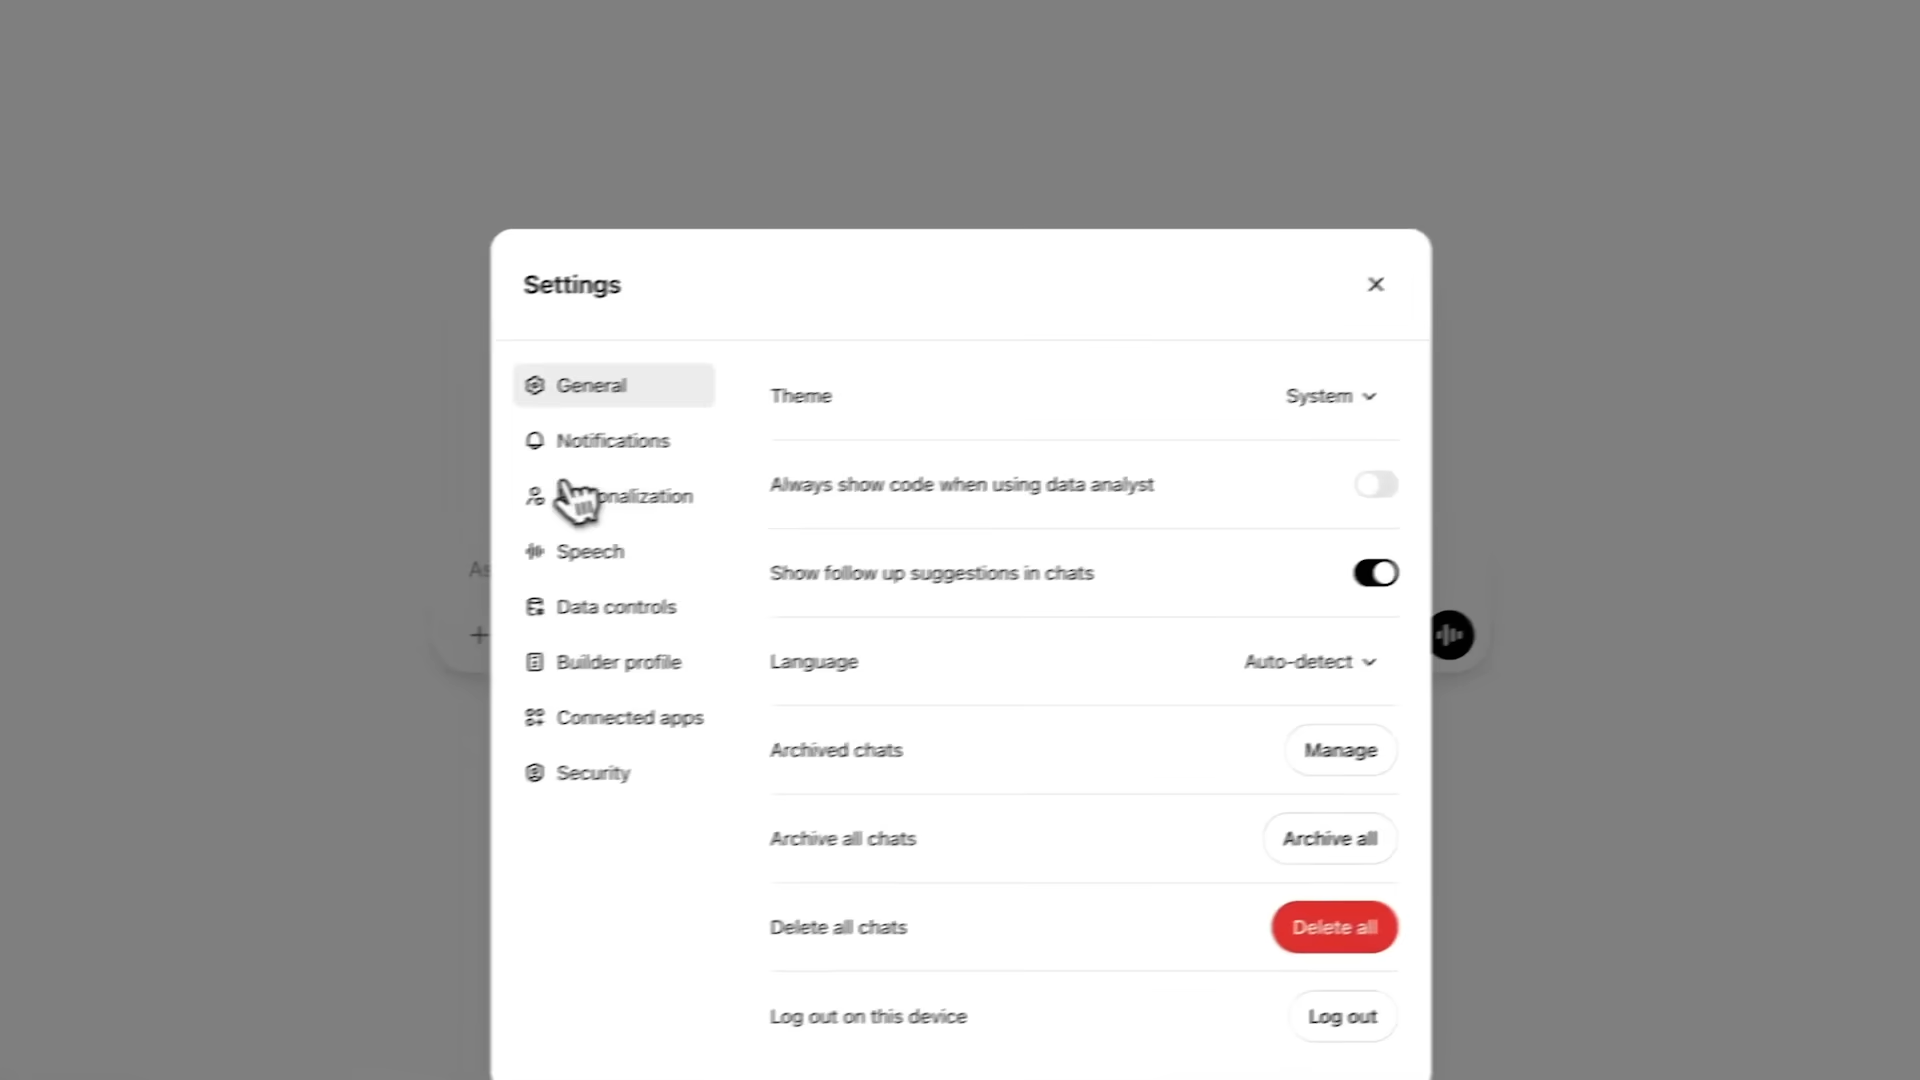 Settings
General
Notifications
onalization
Speech
Data controls
Builder profile
Connected apps
Security
Theme
System
Always show code when using data analyst
Show follow up suggestions in chats
Language
Auto-detect
Archived chats
Manage
Archive all chats
Archive all
Delete all chats
Delete all
Log out on this device
Log out
As